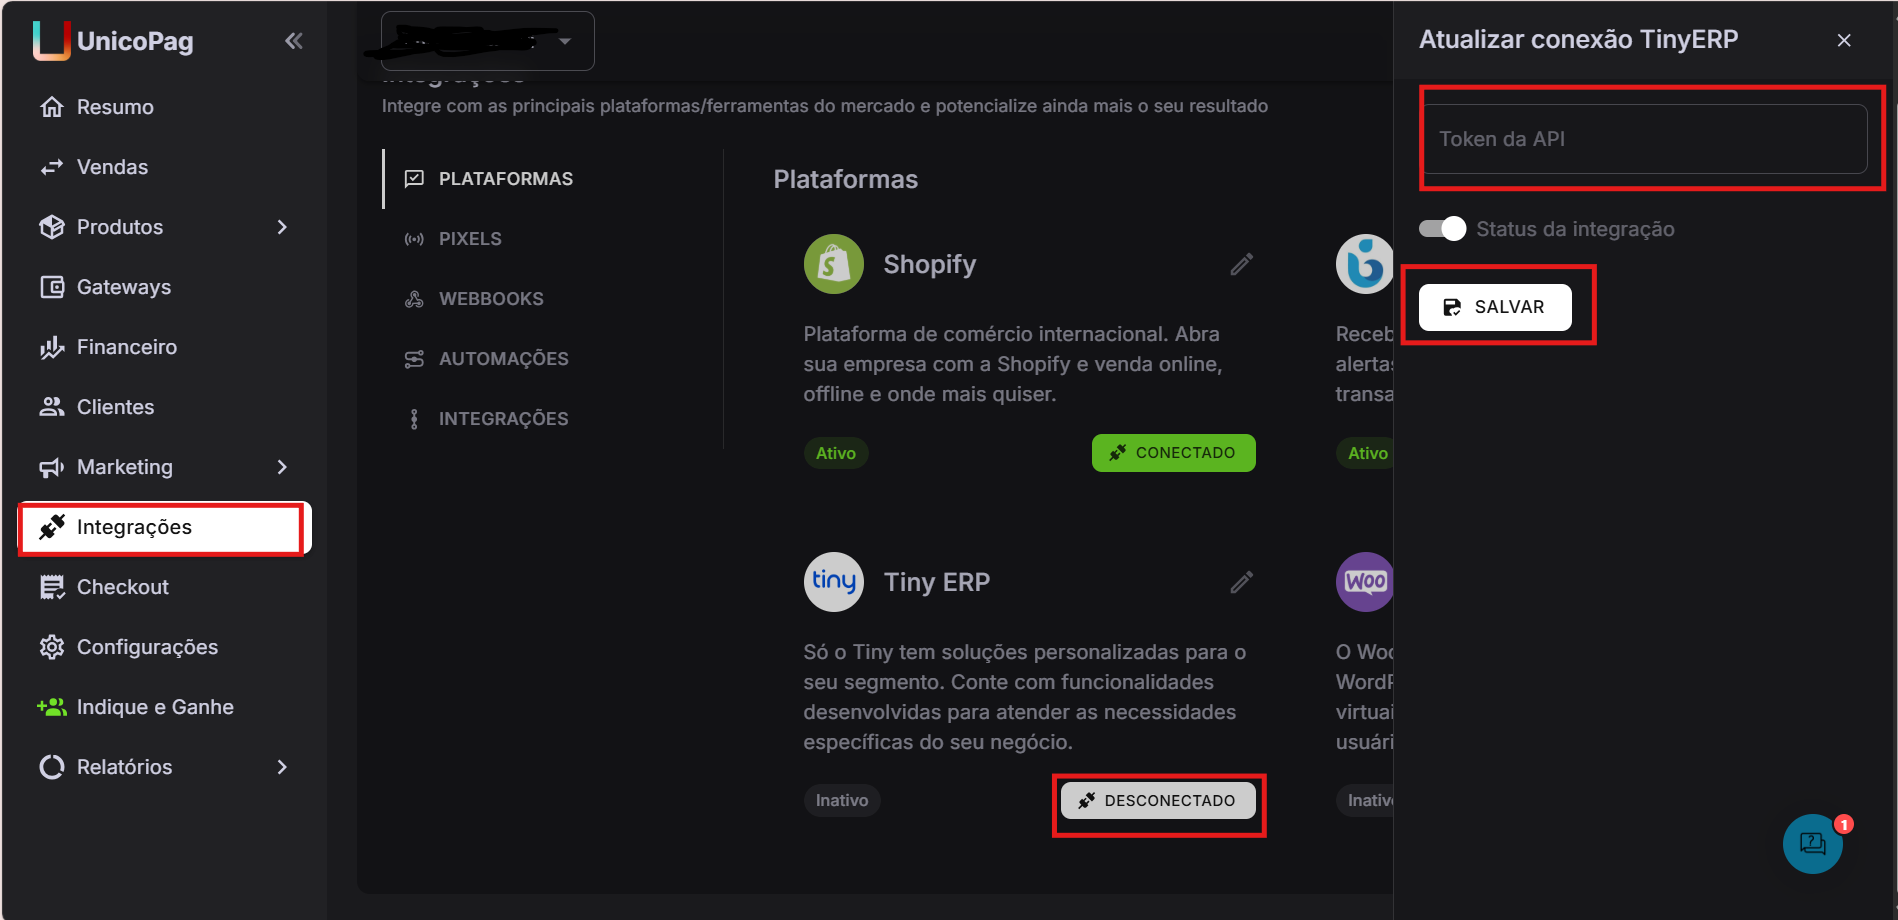 UnicoPag
Resumo
Vendas
Produtos
Gateways
Financeiro
Clientes
Marketing
Integrações
Checkout
Configurações
Indique e Ganhe
Relatórios
Integrações
Integre com as principais plataformas/ferramentas do mercado e potencialize ainda mais o seu resultado
PLATAFORMAS
PIXELS
WEBBOOKS
AUTOMAÇÕES
INTEGRAÇÕES
Plataformas
Shopify
Plataforma de comércio internacional. Abra
sua empresa com a Shopify e venda online,
offline e onde mais quiser.
Ativo
CONECTADO
Receb
alertas
transa
Ativo
tiny
Tiny ERP
Só o Tiny tem soluções personalizadas para o
seu segmento. Conte com funcionalidades
desenvolvidas para atender as necessidades
específicas do seu negócio.
Inativo
DESCONECTADO
WOO
O Woo
WordP
virtuai
usuári
Inativo
Atualizar conexão TinyERP
Token da API
Status da integração
SALVAR
1